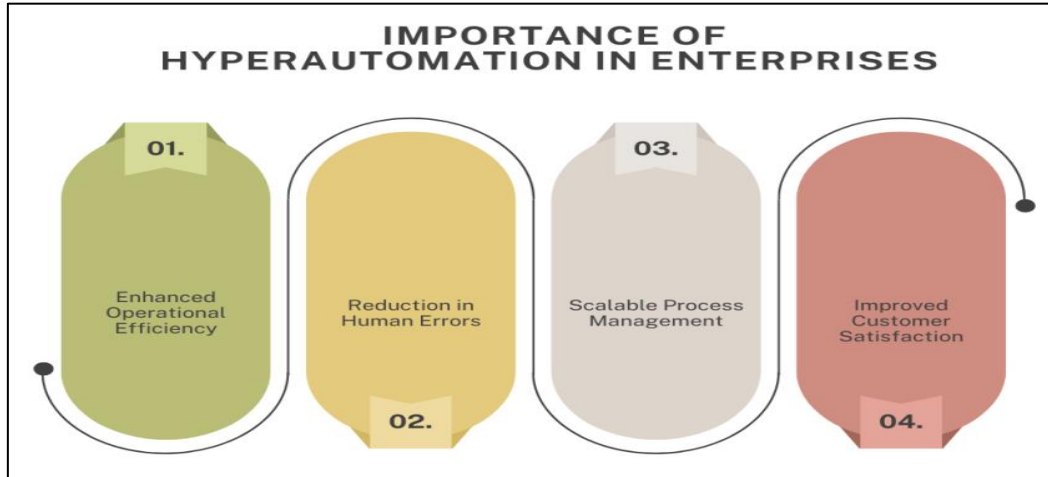 IMPORTANCE OF
HYPERAUTOMATION IN ENTERPRISES
01.
Enhanced
Operational
Efficiency
Reduction in
Human Errors
02.
03.
Scalable Process
Management
Improved
Customer
Satisfaction
04.